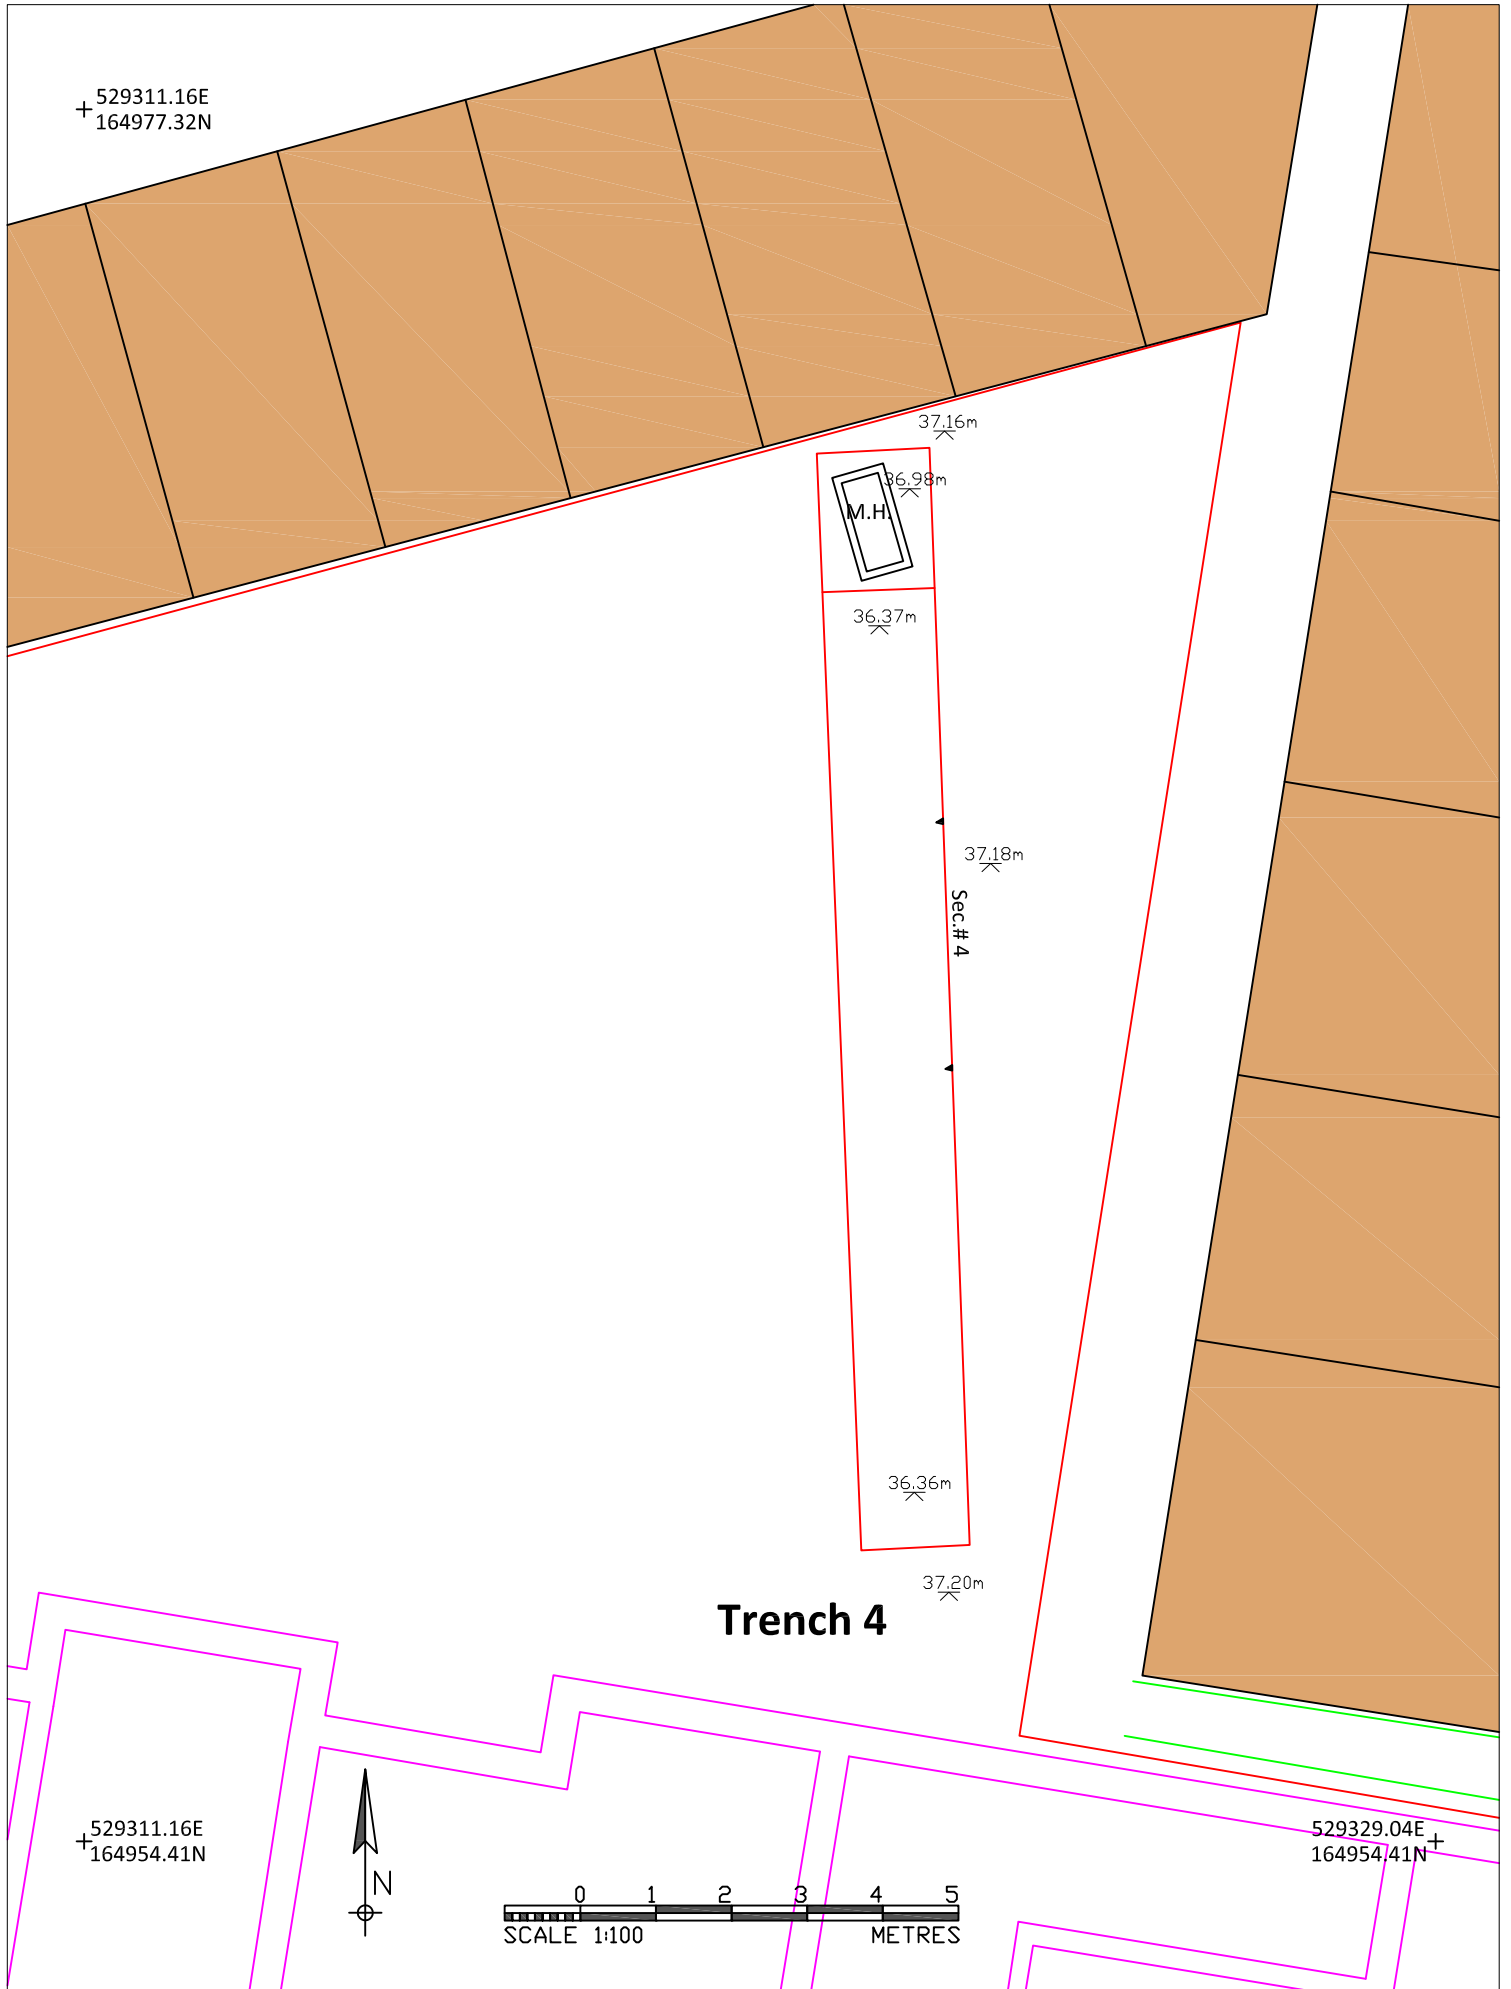 529311.16E
164977.32N
37.16m
36.98m
M.H.
36.37m
37.18m
Sec.# 4
36.36m
37.20m
Trench 4
529311.16E
164954.41N
529329.04E
164954.41N
N
0 1 2 3 4 5
SCALE 1:100 METRES